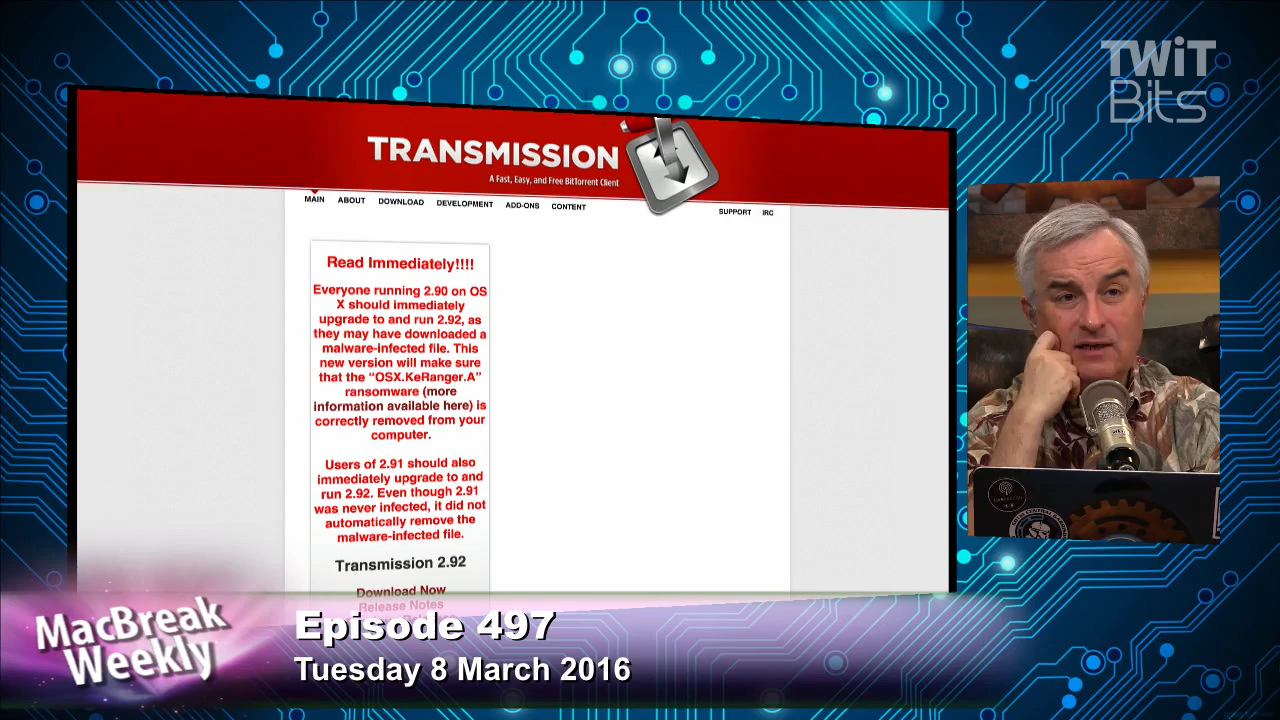 TWiT
Bits
TRANSMISSION
A Fast, Easy, and Free BitTorrent Client
MAIN ABOUT DOWNLOAD DEVELOPMENT ADD-ONS CONTENT SUPPORT IRC
Read Immediately!!!!
Everyone running 2.90 on OS
X should immediately
upgrade to and run 2.92, as
they may have downloaded a
malware-infected file. This
new version will make sure
that the “OSX.KeRanger.A”
ransomware (more
information available here) is
correctly removed from your
computer.
Users of 2.91 should also
immediately upgrade to and
run 2.92. Even though 2.91
was never infected, it did not
automatically remove the
malware-infected file.
Transmission 2.92
Download Now
Release Notes
MacBreak
Weekly
Episode 497
Tuesday 8 March 2016